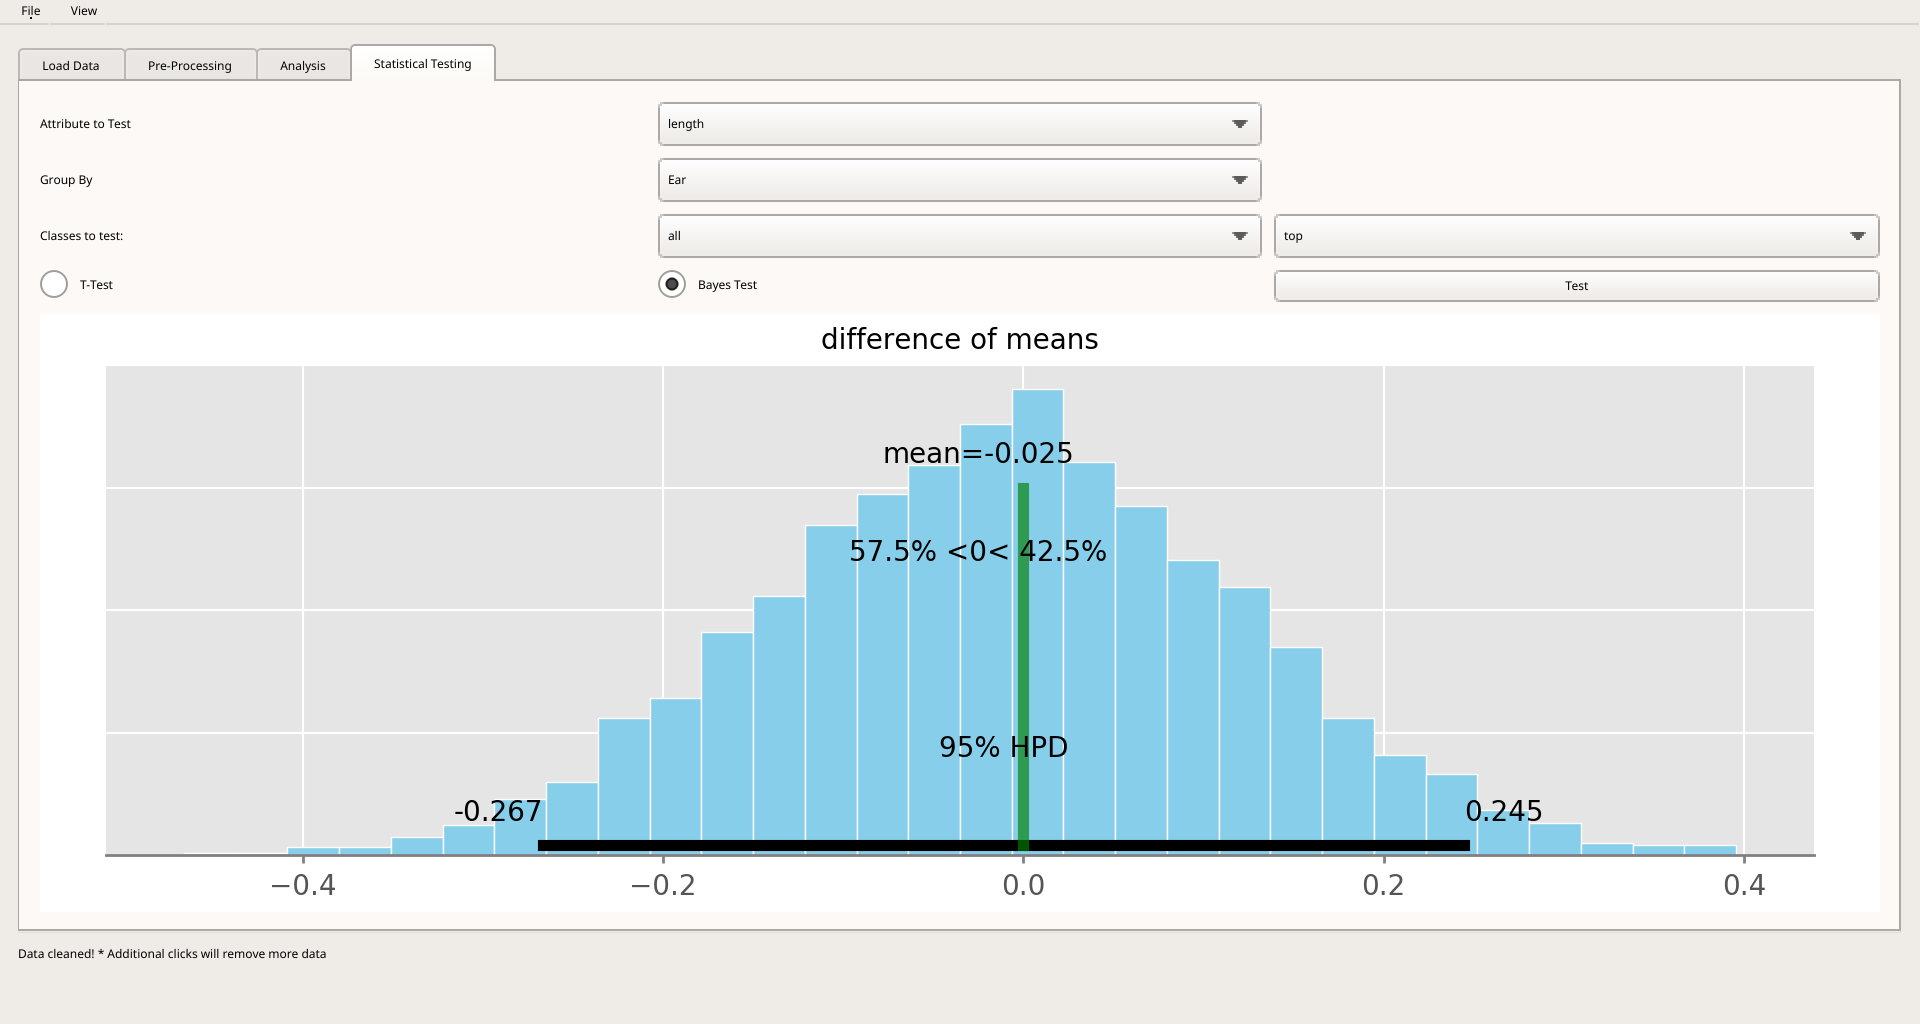 File View
Load Data Pre-Processing Analysis Statistical Testing
Attribute to Test length
Group By Ear
Classes to test: all top
T-Test Bayes Test Test
difference of means
mean=-0.025
57.5% <0< 42.5%
95% HPD
-0.267 0.245
−0.4 −0.2 0.0 0.2 0.4
Data cleaned! * Additional clicks will remove more data